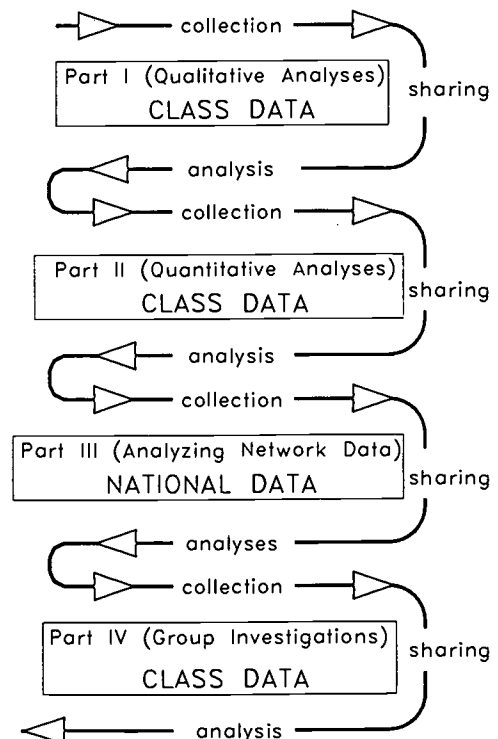 collection
Part I (Qualitative Analyses)
CLASS DATA
sharing
analysis
collection
Part II (Quantitative Analyses)
CLASS DATA
sharing
analysis
collection
Part III (Analyzing Network Data)
NATIONAL DATA
sharing
analyses
collection
Part IV (Group Investigations)
CLASS DATA
sharing
analysis